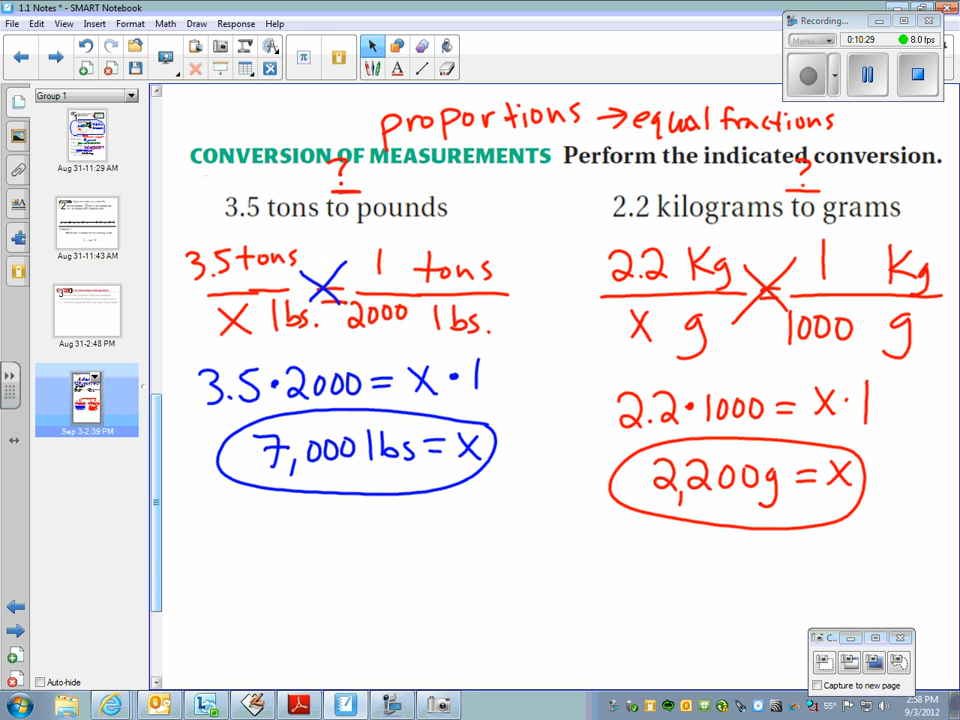 1.1 Notes * - SMART Notebook
File Edit View Insert Format Math Draw Response Help
Recording...
Menu
0:10:29
8.0 fps
Group 1
Aug 31-11:29 AM
Aug 31-11:43 AM
Aug 31-2:48 PM
Sep 3-2:39 PM
proportions → equal fractions
CONVERSION OF MEASUREMENTS Perform the indicated conversion.
? ?
3.5 tons to pounds
2.2 kilograms to grams
3.5 tons / x lbs. = 1 tons / 2000 lbs.
2.2 Kg / x g = 1 Kg / 1000 g
3.5 • 2000 = x • 1
7,000 lbs = x
2.2 • 1000 = x • 1
2,200g = x
C...
Capture to new page
Auto-hide
55°
2:58 PM
9/3/2012